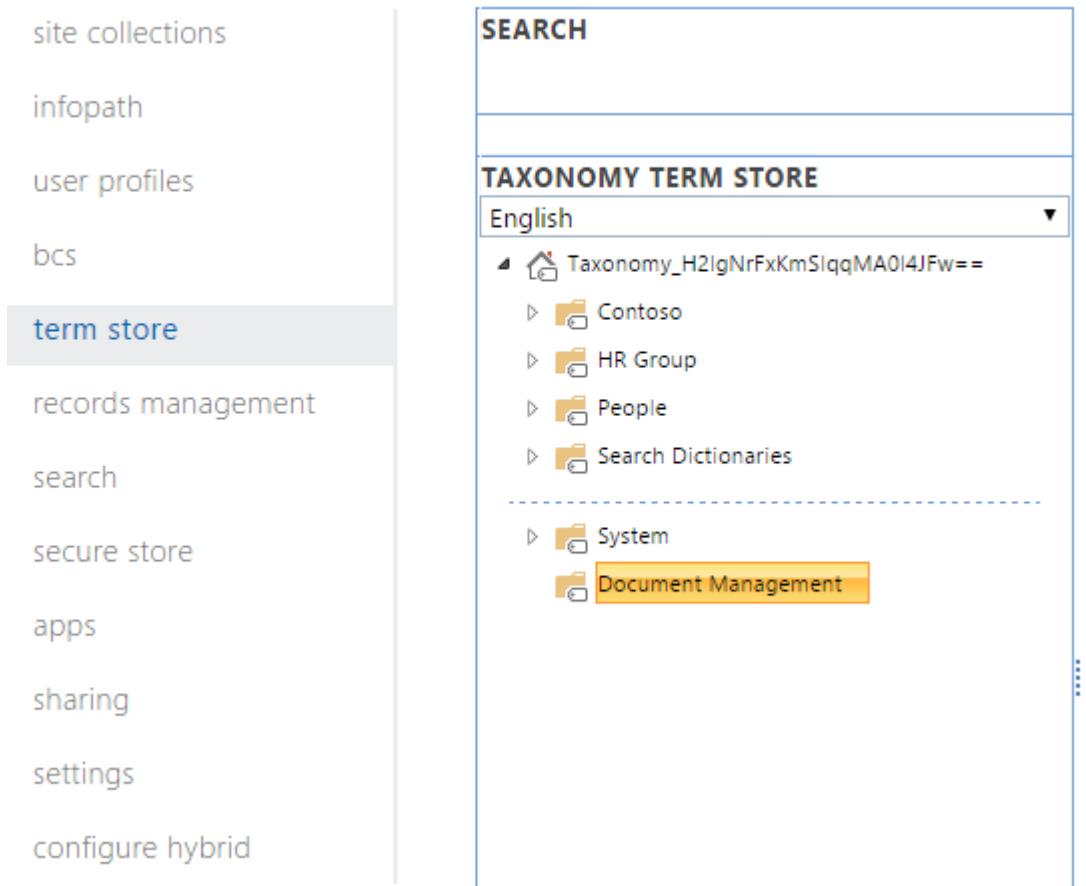 site collections
infopath
user profiles
bcs
term store
records management
search
secure store
apps
sharing
settings
configure hybrid
SEARCH
TAXONOMY TERM STORE
English
Taxonomy_H2IgNrFxKmSIqqMA0I4JFw==
Contoso
HR Group
People
Search Dictionaries
System
Document Management